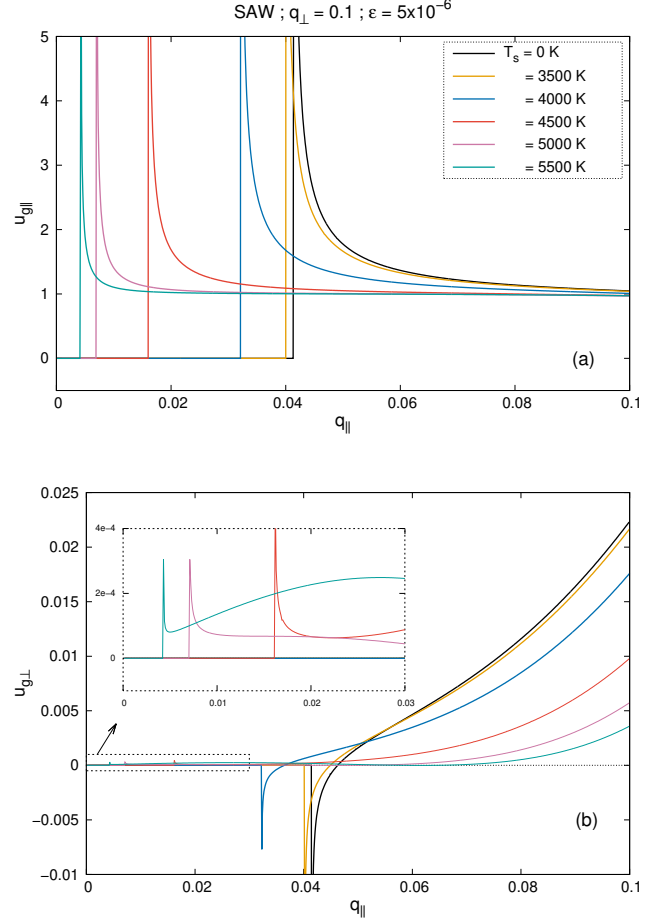 SAW ; q⊥ = 0.1 ; ε = 5x10⁻⁶
5
4
3
2
1
0
u_g∥
T_s = 0 K
= 3500 K
= 4000 K
= 4500 K
= 5000 K
= 5500 K
(a)
0 0.02 0.04 0.06 0.08 0.1
q∥
0.025
0.02
0.015
0.01
0.005
0
−0.005
−0.01
u_g⊥
4e−4
2e−4
0
0 0.01 0.02 0.03
(b)
0 0.02 0.04 0.06 0.08 0.1
q∥